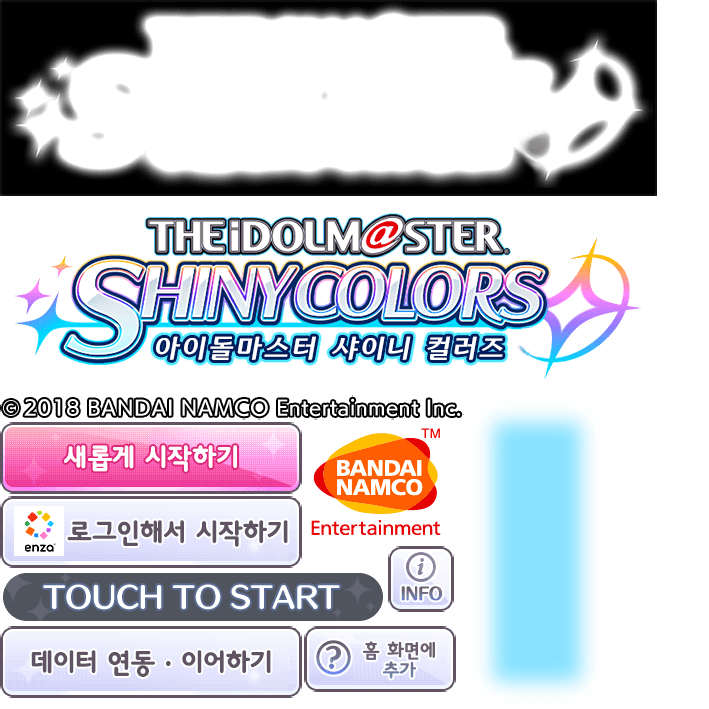 THE iDOLM@STER
SHINY COLORS
아이돌마스터 샤이니 컬러즈
©2018 BANDAI NAMCO Entertainment Inc.
새롭게 시작하기
TM
BANDAI
NAMCO
Entertainment
enza
로그인해서 시작하기
INFO
TOUCH TO START
데이터 연동 · 이어하기
? 홈 화면에
추가